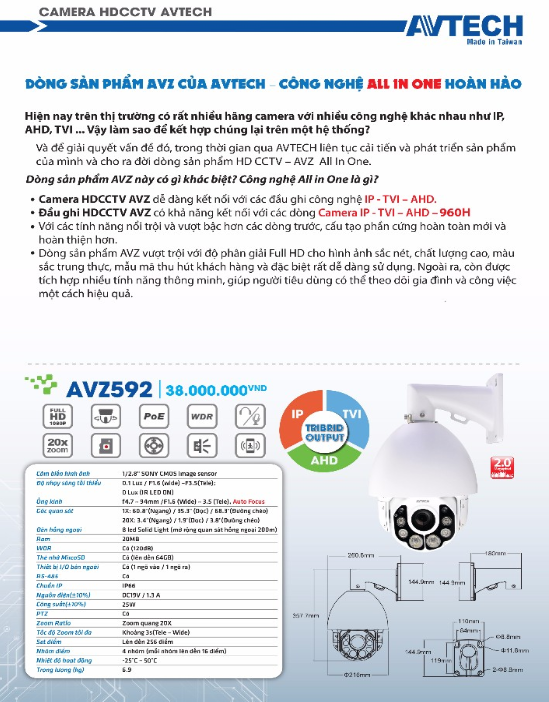 CAMERA HDCCTV AVTECH
AVTECH
Made in Taiwan
DÒNG SẢN PHẨM AVZ CỦA AVTECH – CÔNG NGHỆ ALL IN ONE HOÀN HẢO
Hiện nay trên thị trường có rất nhiều hãng camera với nhiều công nghệ khác nhau như IP,
AHD, TVI ... Vậy làm sao để kết hợp chúng lại trên một hệ thống?
Và để giải quyết vấn đề đó, trong thời gian qua AVTECH liên tục cải tiến và phát triển sản phẩm
của mình và cho ra đời dòng sản phẩm HD CCTV – AVZ All In One.
Dòng sản phẩm AVZ này có gì khác biệt? Công nghệ All in One là gì?
• Camera HDCCTV AVZ dễ dàng kết nối với các đầu ghi công nghệ IP - TVI – AHD.
• Đầu ghi HDCCTV AVZ có khả năng kết nối với các dòng Camera IP - TVI – AHD – 960H
• Với các tính năng nổi trội và vượt bậc hơn các dòng trước, cấu tạo phần cứng hoàn toàn mới và
hoàn thiện hơn.
• Dòng sản phẩm AVZ vượt trội với độ phân giải Full HD cho hình ảnh sắc nét, chất lượng cao, màu
sắc trung thực, mẫu mã thu hút khách hàng và đặc biệt rất dễ dàng sử dụng. Ngoài ra, còn được
tích hợp nhiều tính năng thông minh, giúp người tiêu dùng có thể theo dõi gia đình và công việc
một cách hiệu quả.
AVZ592 | 38.000.000VND
FULL HD 1080P
PoE
WDR
20x zoom
IP
TVI
TRIBRID
OUTPUT
AHD
2.0
AVTECH
Cảm biến hình ảnh 1/2.8" SONY CMOS image sensor
Độ nhạy sáng tối thiểu 0.1 Lux / F1.6 (wide) ~F3.5(Tele);
0 Lux (IR LED ON)
Ống kính f4.7 ~ 94mm /F1.6 (Wide) ~ 3.5 (Tele), Auto Focus
Góc quan sát 1X: 60.8°(Ngang) / 35.3°(Dọc) / 68.3°(Đường chéo)
20X: 3.4°(Ngang) / 1.9°(Dọc) / 3.8°(Đường chéo)
Đèn hồng ngoại 8 led Solid Light (mở rộng quan sát hồng ngoại 200m)
Ram 20MB
WDR Có (120dB)
Thẻ nhớ MicroSD Có (lên đến 64GB)
Thiết bị I/O bên ngoài Có (1 ngõ vào / 1 ngõ ra)
RS-485 Có
Chuẩn IP IP66
Nguồn điện(±10%) DC19V / 1.3 A
Công suất(±10%) 25W
PTZ Có
Zoom Ratio Zoom quang 20X
Tốc độ Zoom tối đa Khoảng 3s(Tele – Wide)
Set điểm Lên đến 256 điểm
Nhóm điểm 4 nhóm (mỗi nhóm lên đến 16 điểm)
Nhiệt độ hoạt động -25°C ~ 50°C
Trọng lượng (kg) 6.9
180mm
144.9mm
144.9mm
357.7mm
Φ216mm
110mm
84mm
Φ8.8mm
144.9mm
119mm